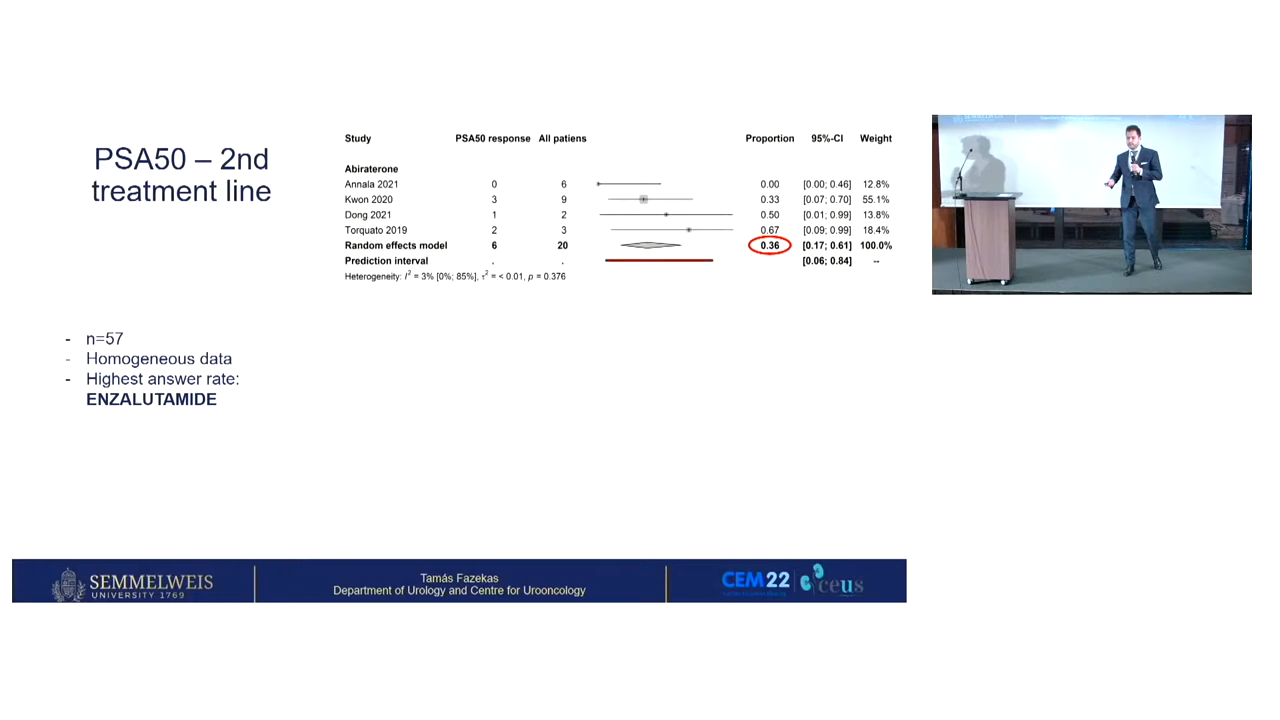 PSA50 – 2nd
treatment line
Study PSA50 response All patiens Proportion 95%-CI Weight
Abiraterone
Annala 2021 0 6 0.00 [0.00; 0.46] 12.8%
Kwon 2020 3 9 0.33 [0.07; 0.70] 55.1%
Dong 2021 1 2 0.50 [0.01; 0.99] 13.8%
Torquato 2019 2 3 0.67 [0.09; 0.99] 18.4%
Random effects model 6 20 0.36 [0.17; 0.61] 100.0%
Prediction interval . . [0.06; 0.84] --
Heterogeneity: I² = 3% [0%; 85%], τ² = < 0.01, p = 0.376
- n=57
- Homogeneous data
- Highest answer rate:
ENZALUTAMIDE
SEMMELWEIS
UNIVERSITY 1769
Tamás Fazekas
Department of Urology and Centre for Urooncology
CEM22
ceus